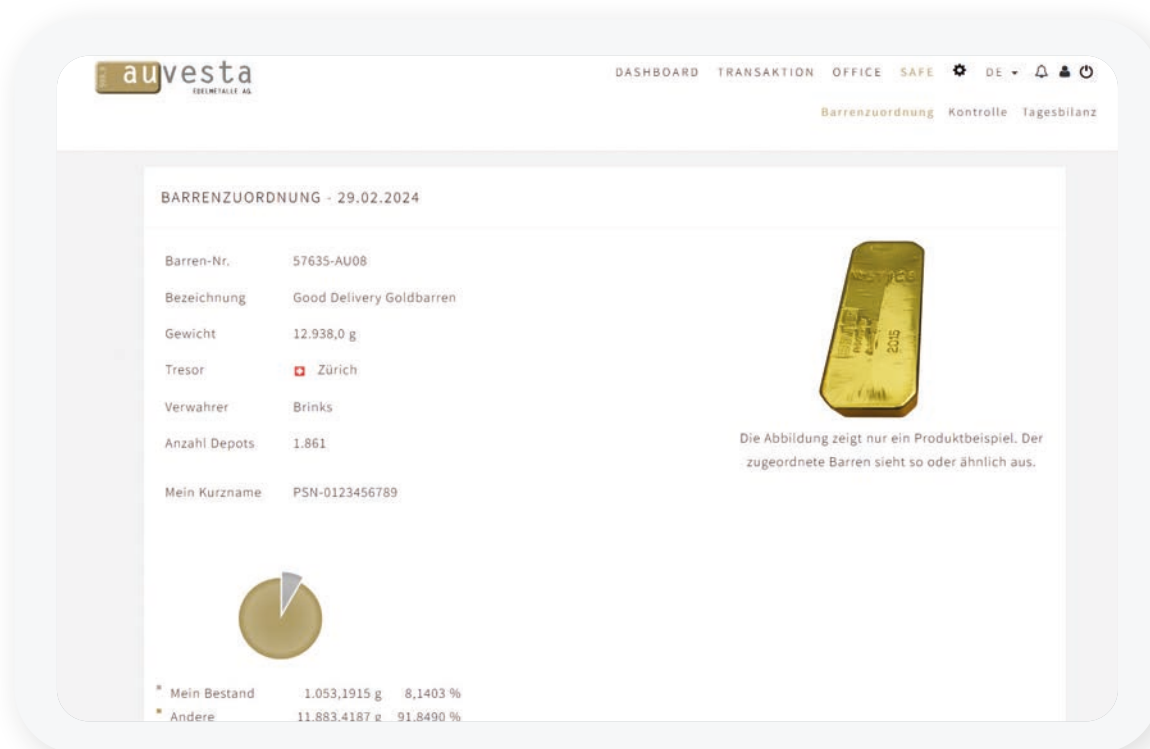 999,9 auvesta
EDELMETALLE AG
DASHBOARD TRANSAKTION OFFICE SAFE DE
Barrenzuordnung Kontrolle Tagesbilanz
BARRENZUORDNUNG - 29.02.2024
Barren-Nr. 57635-AU08
Bezeichnung Good Delivery Goldbarren
Gewicht 12.938,0 g
Tresor Zürich
Verwahrer Brinks
Anzahl Depots 1.861
Mein Kurzname PSN-0123456789
2015
Die Abbildung zeigt nur ein Produktbeispiel. Der
zugeordnete Barren sieht so oder ähnlich aus.
Mein Bestand 1.053,1915 g 8,1403 %
Andere 11.883,4187 g 91,8490 %